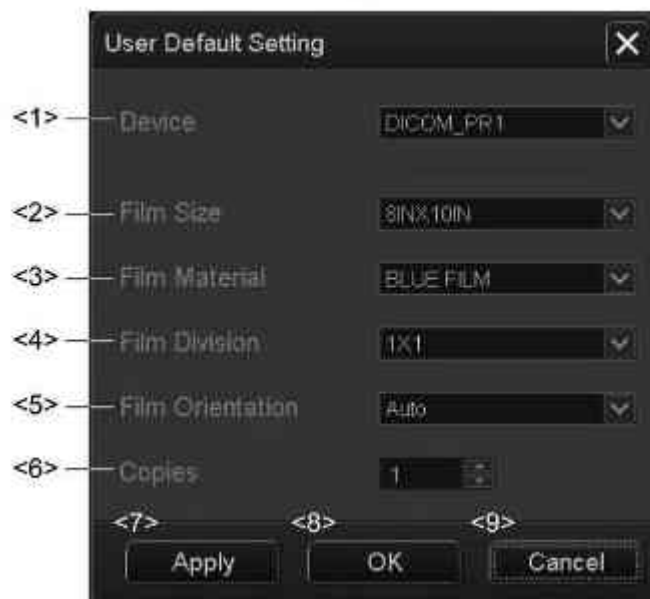 User Default Setting
<1> Device DICOM_PR1
<2> Film Size 8INX10IN
<3> Film Material BLUE FILM
<4> Film Division 1X1
<5> Film Orientation Auto
<6> Copies 1
<7> <8> <9>
Apply OK Cancel